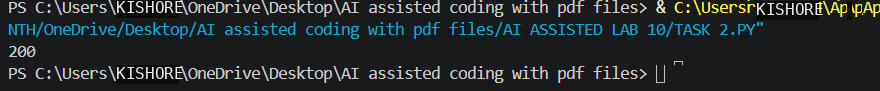 PS C:\Users\KISHORE\OneDrive\Desktop\AI assisted coding with pdf files> & C:\Users\KISHORE\Ap
NTH/OneDrive/Desktop/AI assisted coding with pdf files/AI ASSISTED LAB 10/TASK 2.PY"
200
PS C:\Users\KISHORE\OneDrive\Desktop\AI assisted coding with pdf files>